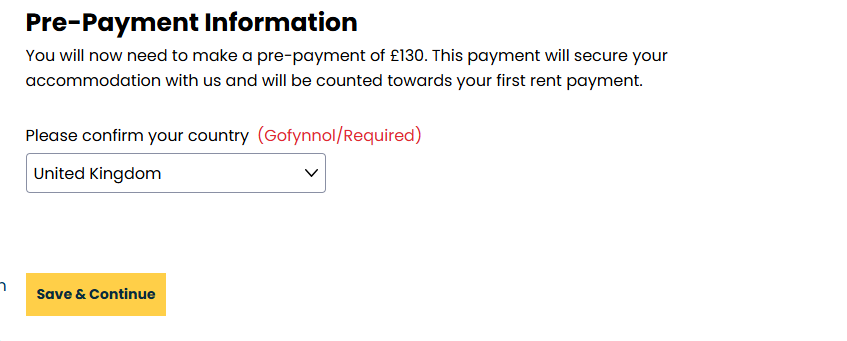 Pre-Payment Information
You will now need to make a pre-payment of £130. This payment will secure your
accommodation with us and will be counted towards your first rent payment.
Please confirm your country (Gofynnol/Required)
United Kingdom
Save & Continue